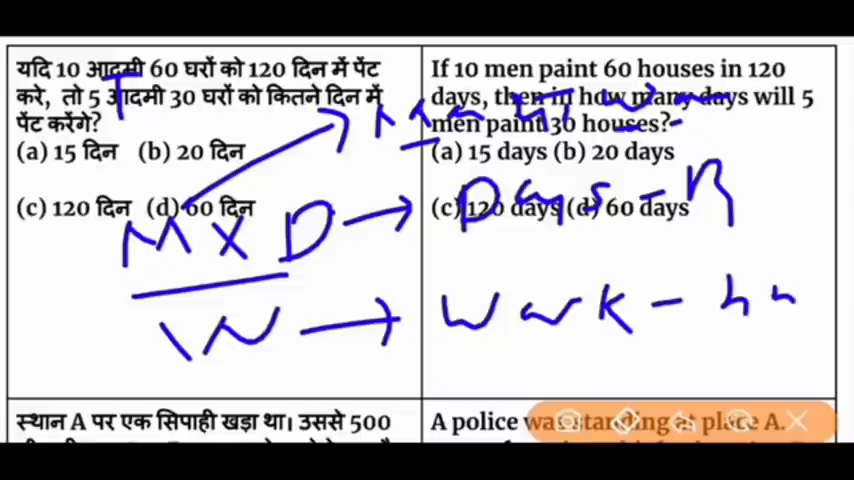 यदि 10 आदमी 60 घरों को 120 दिन में पेंट
करे, तो 5 आदमी 30 घरों को कितने दिन में
पेंट करेंगे?
(a) 15 दिन (b) 20 दिन
(c) 120 दिन (d) 60 दिन
If 10 men paint 60 houses in 120
days, then in how many days will 5
men paint 30 houses?
(a) 15 days (b) 20 days
(c) 120 days (d) 60 days
M X D → Days -
W → Work -
स्थान A पर एक सिपाही खड़ा था। उससे 500
A police was standing at place A.